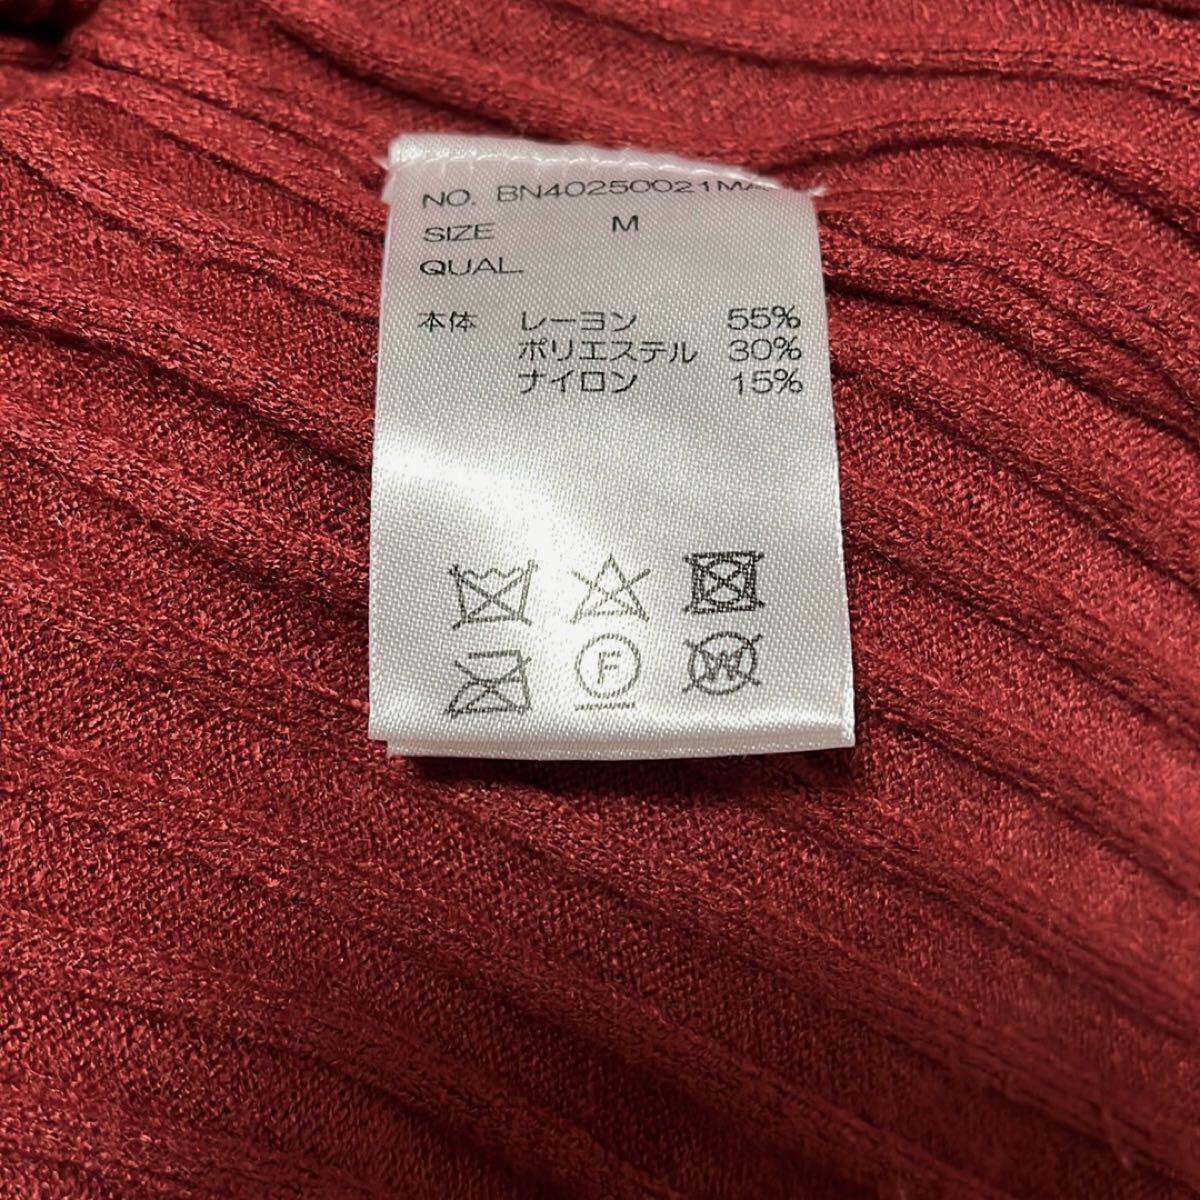 NO. BN40250021MA
SIZE M
QUAL.
本体 レーヨン 55%
ポリエステル 30%
ナイロン 15%
F
W